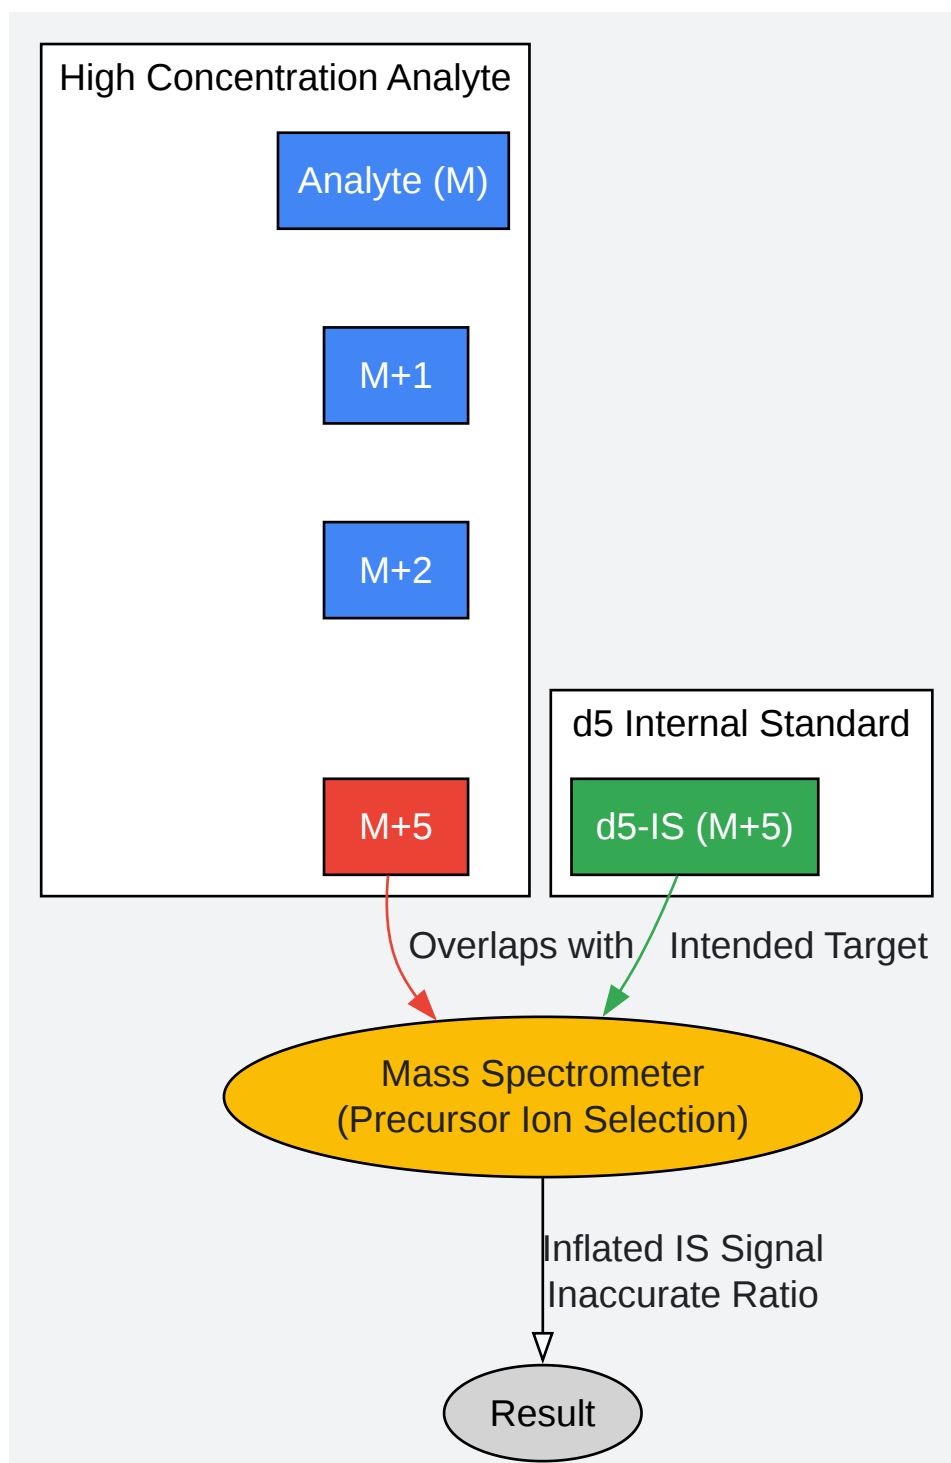 High Concentration Analyte
Analyte (M)
M+1
M+2
d5 Internal Standard
M+5
d5-IS (M+5)
Overlaps with
Intended Target
Mass Spectrometer
(Precursor Ion Selection)
Inflated IS Signal
Inaccurate Ratio
Result